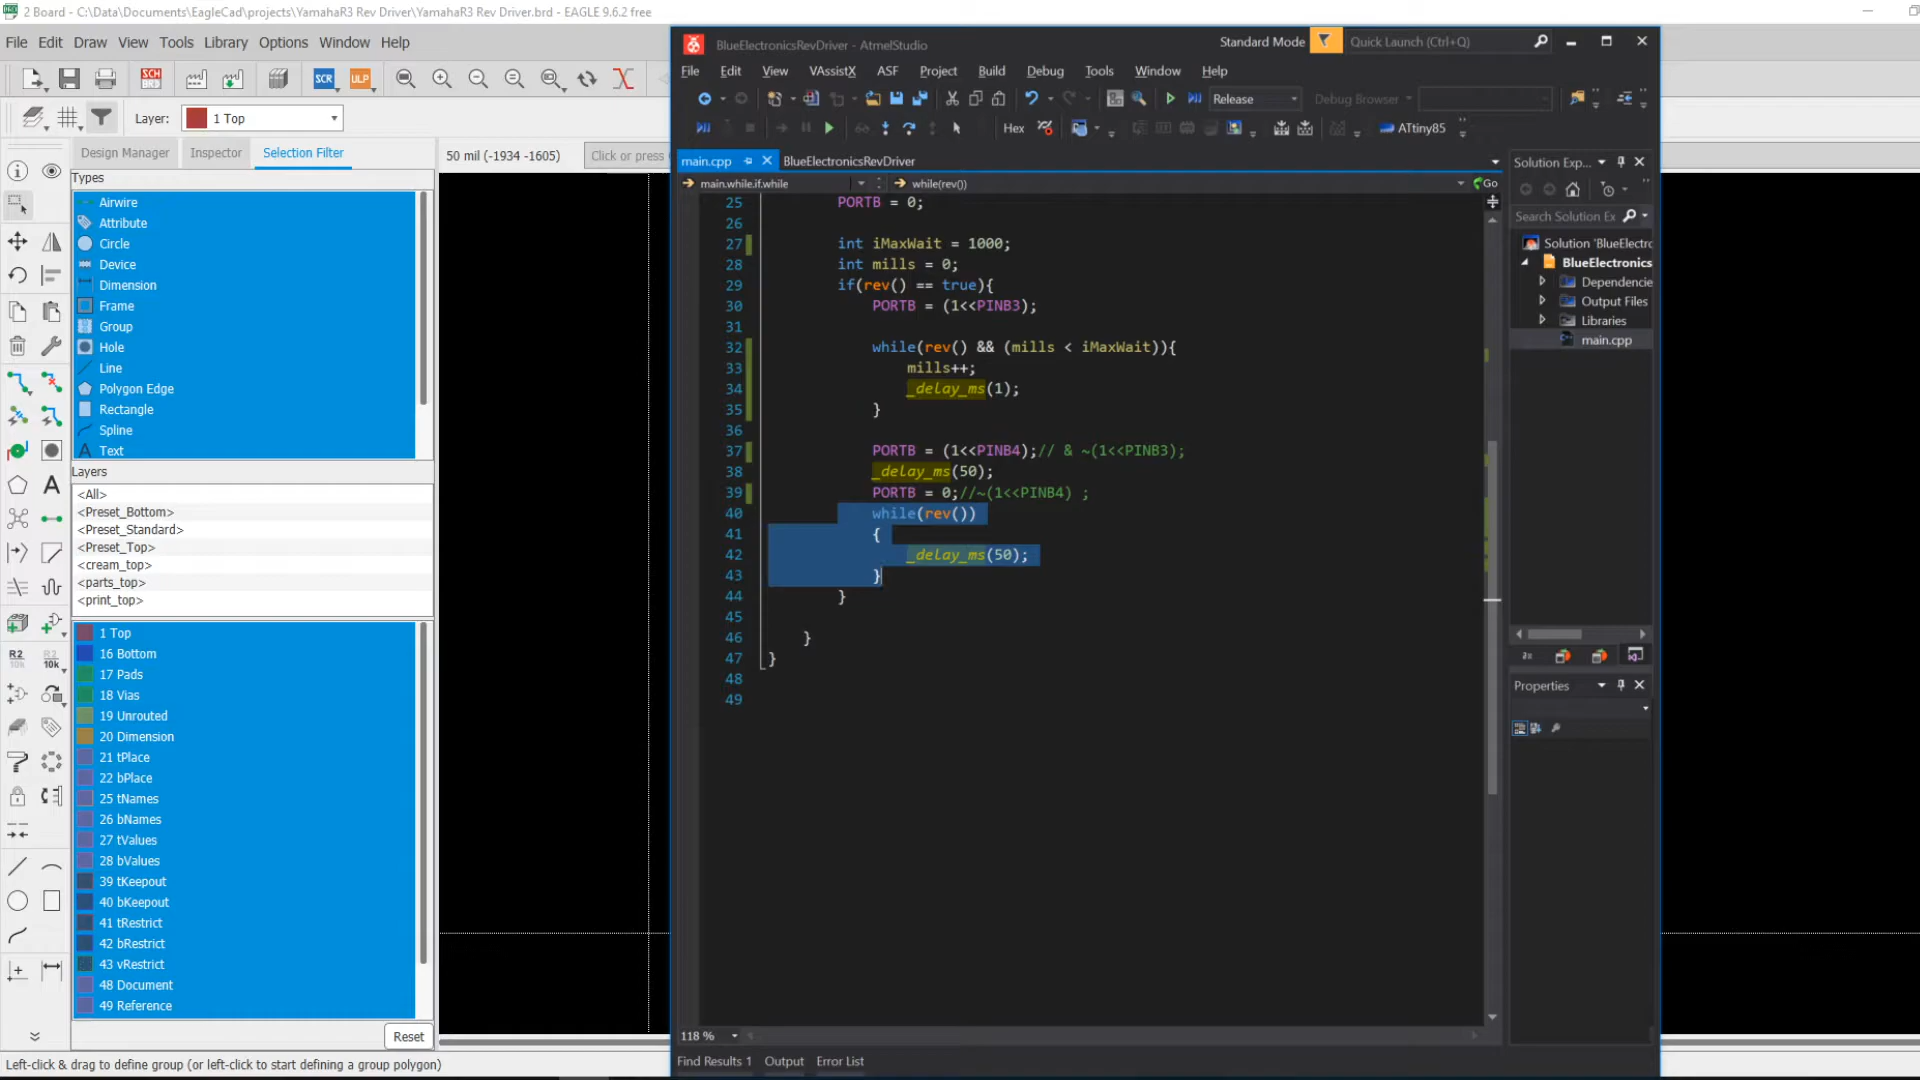 2 Board - C:\Data\Documents\EagleCad\projects\YamahaR3 Rev Driver\YamahaR3 Rev Driver.brd - EAGLE 9.6.2 free
File Edit Draw View Tools Library Options Window Help
SCH SCR ULP
Layer: 1 Top
Design Manager Inspector Selection Filter
50 mil (-1934 -1605) Click or press
Types
Airwire
Attribute
Circle
Device
Dimension
Frame
Group
Hole
Line
Polygon Edge
Rectangle
Spline
Text
Layers
<All>
<Preset_Bottom>
<Preset_Standard>
<Preset_Top>
<cream_top>
<parts_top>
<print_top>
1 Top
16 Bottom
17 Pads
18 Vias
19 Unrouted
20 Dimension
21 tPlace
22 bPlace
25 tNames
26 bNames
27 tValues
28 bValues
39 tKeepout
40 bKeepout
41 tRestrict
42 bRestrict
43 vRestrict
48 Document
49 Reference
Reset
R2 R2
10k 10k
Left-click & drag to define group (or left-click to start defining a group polygon)
BlueElectronicsRevDriver - AtmelStudio Standard Mode Quick Launch (Ctrl+Q)
File Edit View VAssistX ASF Project Build Debug Tools Window Help
Release Debug Browser
Hex ATtiny85
main.cpp BlueElectronicsRevDriver
main.while.if.while while(rev()) Go
25 PORTB = 0;
26
27 int iMaxWait = 1000;
28 int mills = 0;
29 if(rev() == true){
30 PORTB = (1<<PINB3);
31
32 while(rev() && (mills < iMaxWait)){
33 mills++;
34 _delay_ms(1);
35 }
36
37 PORTB = (1<<PINB4);// & ~(1<<PINB3);
38 _delay_ms(50);
39 PORTB = 0;//~(1<<PINB4) ;
40 while(rev())
41 {
42 _delay_ms(50);
43 }
44 }
45
46 }
47 }
48
49
118 %
Find Results 1 Output Error List
Solution Exp...
Search Solution Ex
Solution 'BlueElectro
BlueElectronics
Dependencie
Output Files
Libraries
main.cpp
Properties